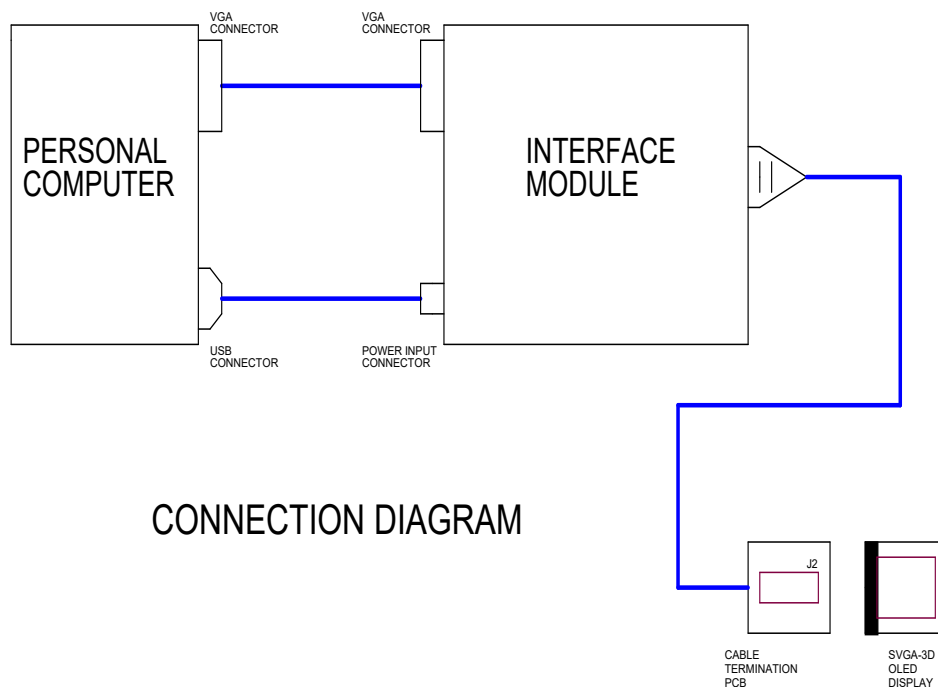 VGA
CONNECTOR
VGA
CONNECTOR
PERSONAL
COMPUTER
INTERFACE
MODULE
USB
CONNECTOR
POWER INPUT
CONNECTOR
CONNECTION DIAGRAM
J2
CABLE
TERMINATION
PCB
SVGA-3D
OLED
DISPLAY